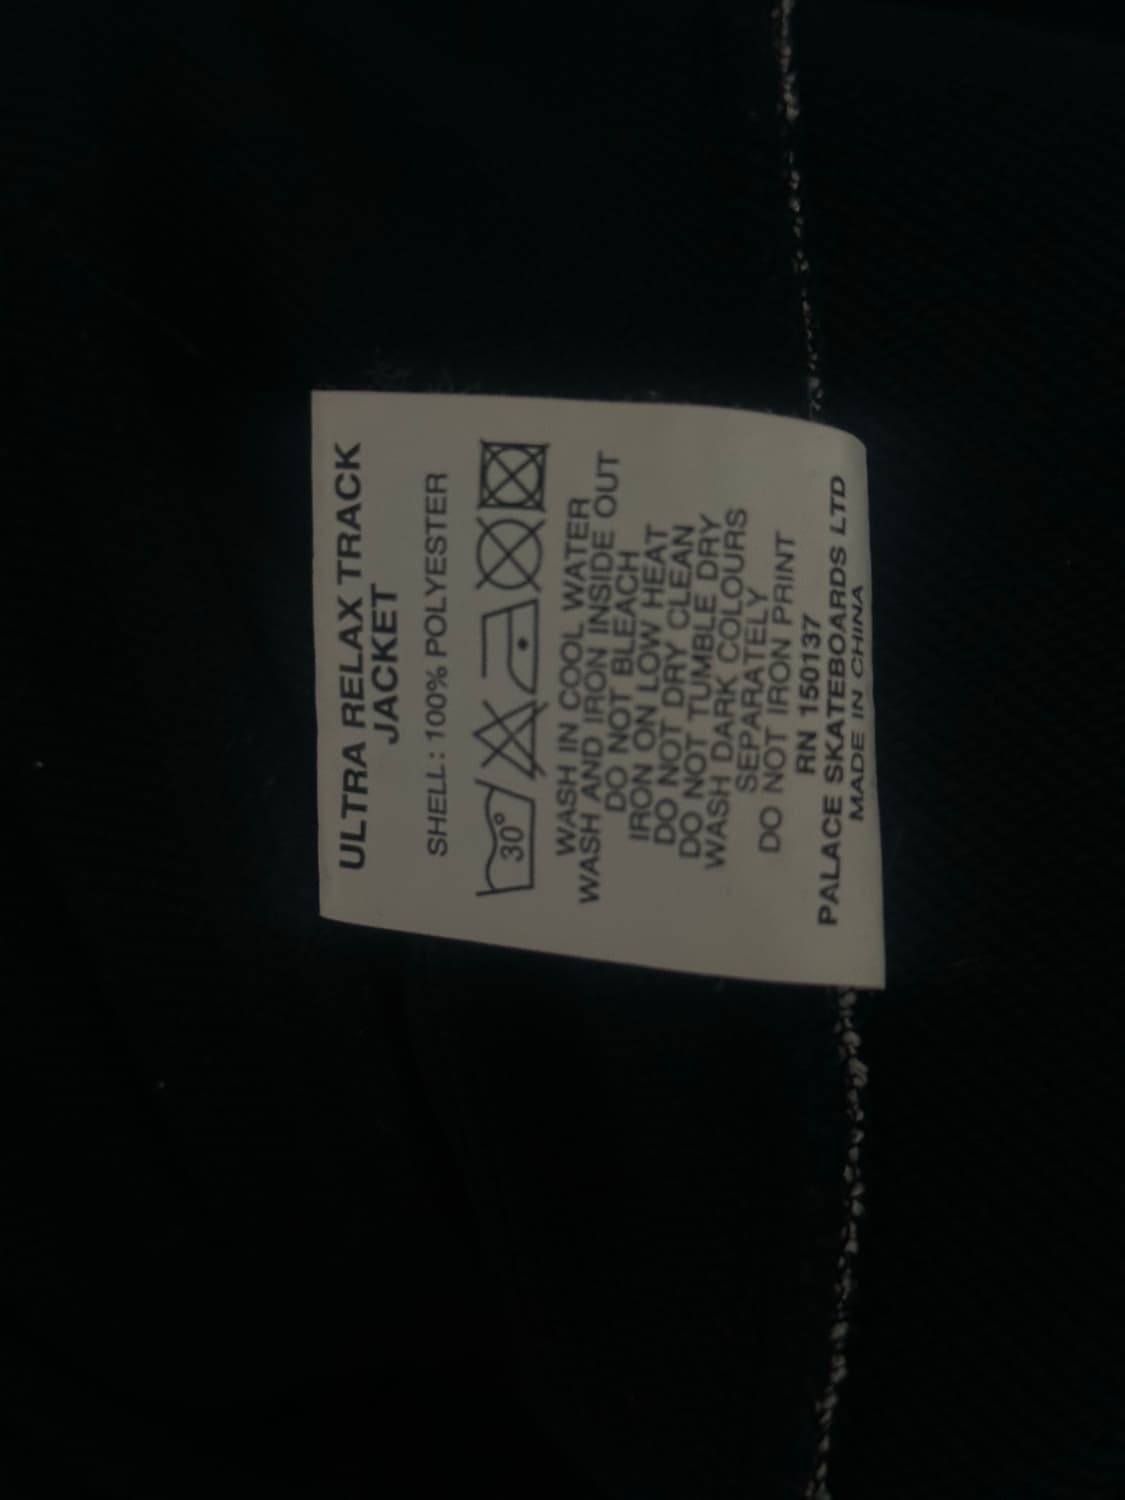 ULTRA RELAX TRACK
JACKET
SHELL: 100% POLYESTER
30°
WASH IN COOL WATER
WASH AND IRON INSIDE OUT
DO NOT BLEACH
IRON ON LOW HEAT
DO NOT DRY CLEAN
DO NOT TUMBLE DRY
WASH DARK COLOURS
SEPARATELY
DO NOT IRON PRINT
RN 150137
PALACE SKATEBOARDS LTD
MADE IN CHINA